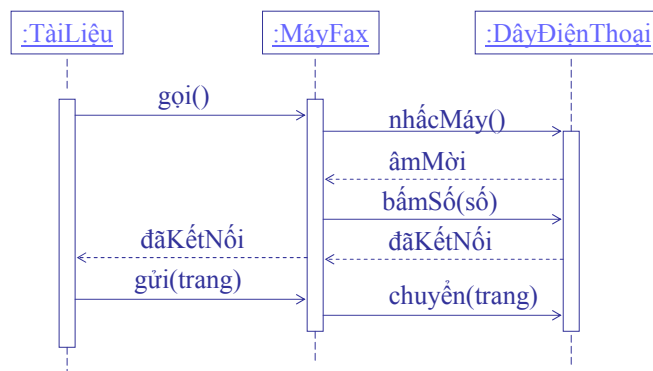 :TàiLiệu
:MáyFax
:DâyĐiệnThoại
gọi()
nhấcMáy()
âmMời
bấmSố(số)
đãKếtNối
đãKếtNối
gửi(trang)
chuyển(trang)